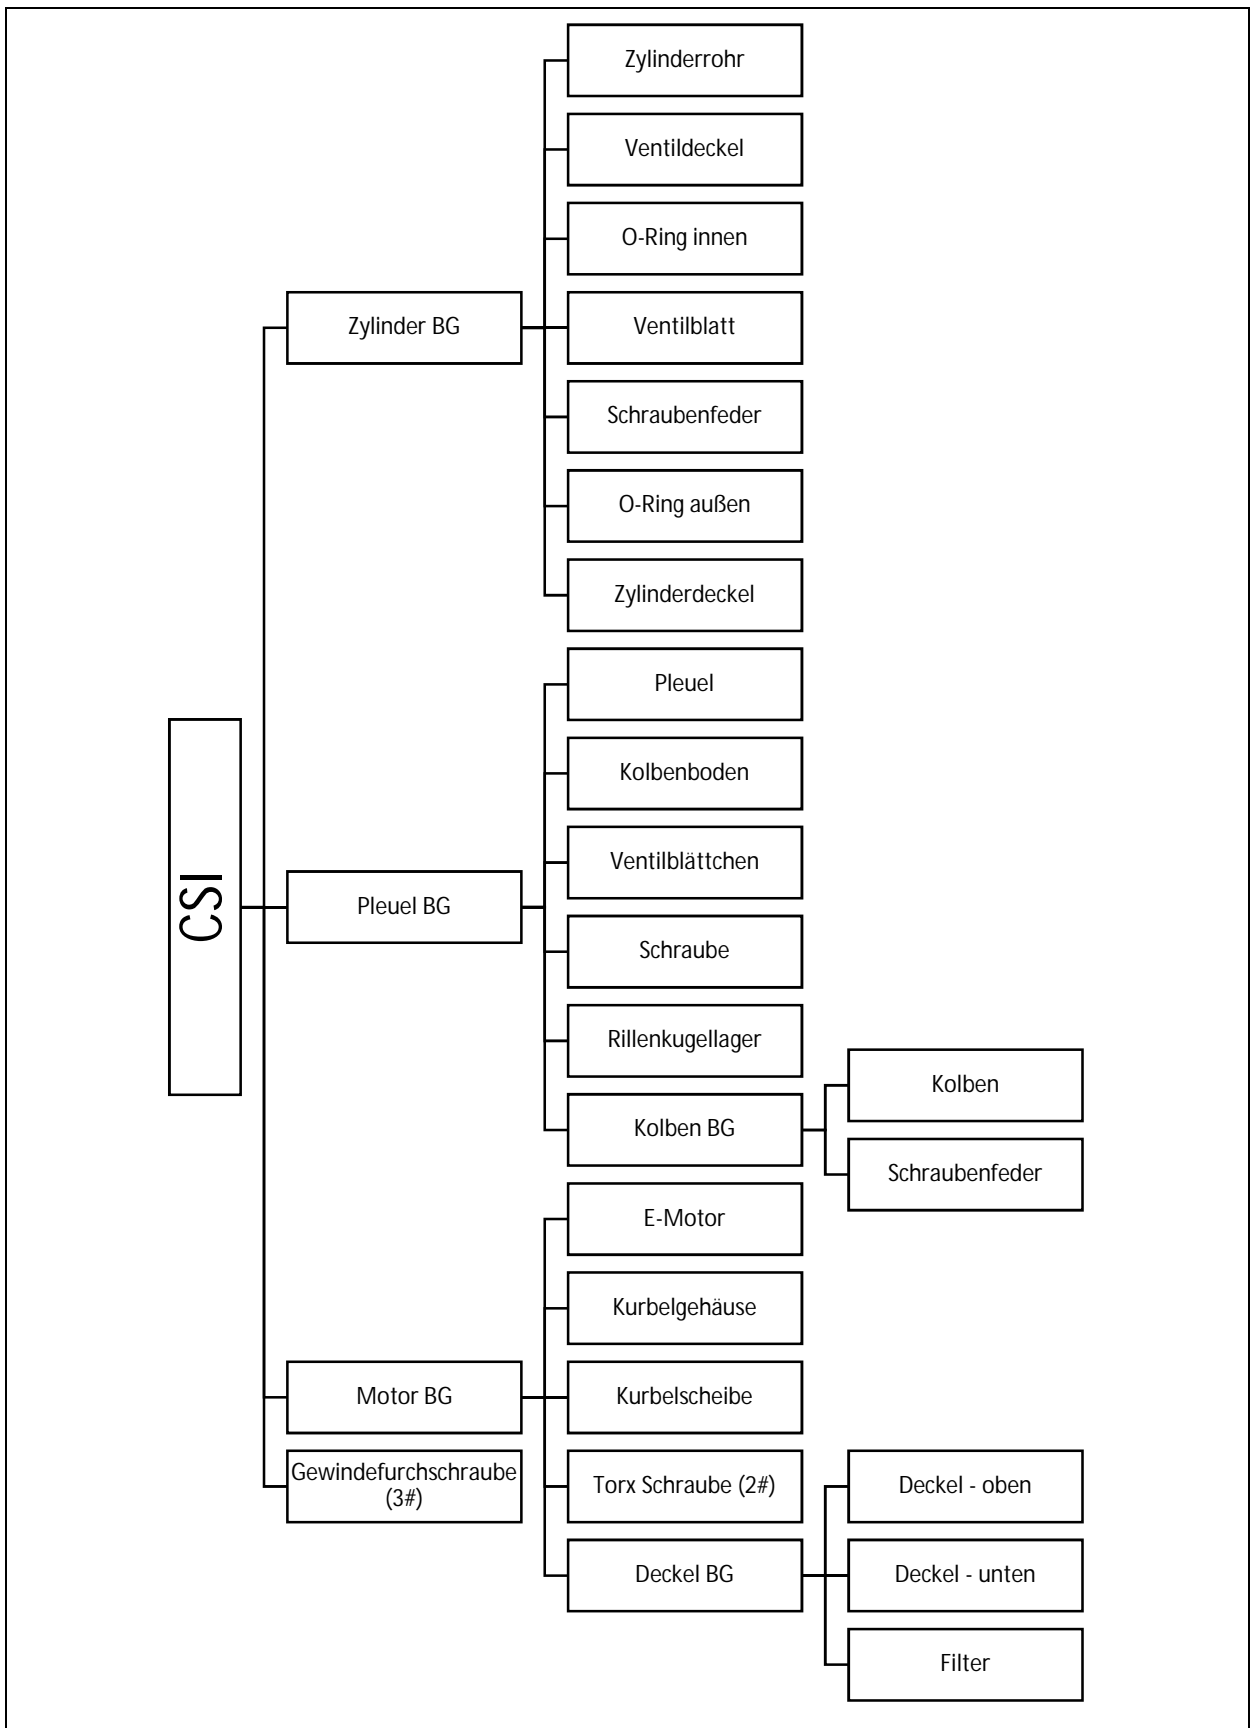 Zylinderrohr
Ventildeckel
O-Ring innen
Zylinder BG
Ventilblatt
Schraubenfeder
O-Ring außen
Zylinderdeckel
Pleuel
Kolbenboden
Ventilblättchen
CSI
Pleuel BG
Schraube
Rillenkugellager
Kolben
Kolben BG
Schraubenfeder
E-Motor
Kurbelgehäuse
Motor BG
Kurbelscheibe
Gewindefurchschraube
(3#)
Torx Schraube (2#)
Deckel - oben
Deckel BG
Deckel - unten
Filter